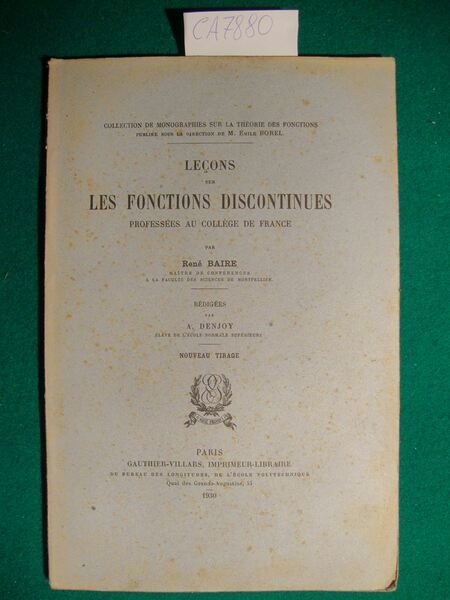 CA7880
COLLECTION DE MONOGRAPHIES SUR LA THÉORIE DES FONCTIONS
PUBLIÉE SOUS LA DIRECTION DE M. ÉMILE BOREL.
LEÇONS
SUR
LES FONCTIONS DISCONTINUES
PROFESSÉES AU COLLÈGE DE FRANCE
PAR
René BAIRE
MAÎTRE DE CONFÉRENCES
A LA FACULTÉ DES SCIENCES DE MONTPELLIER.
RÉDIGÉES
PAR
A. DENJOY
ÉLÈVE DE L'ÉCOLE NORMALE SUPÉRIEURE
NOUVEAU TIRAGE
PARIS
GAUTHIER-VILLARS, IMPRIMEUR-LIBRAIRE
DU BUREAU DES LONGITUDES, DE L'ÉCOLE POLYTECHNIQUE
Quai des Grands-Augustins, 55
1930